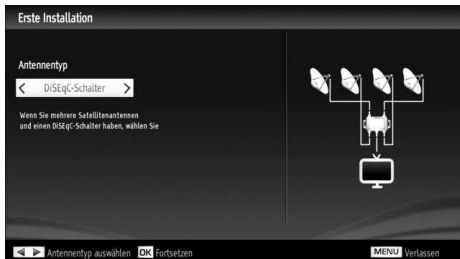 Erste Installation
Antennentyp
DiSEqC-Schalter
Wenn Sie mehrere Satellitenantennen
und einen DiSEqC-Schalter haben, wählen Sie
Antennentyp auswählen OK Fortsetzen MENU Verlassen